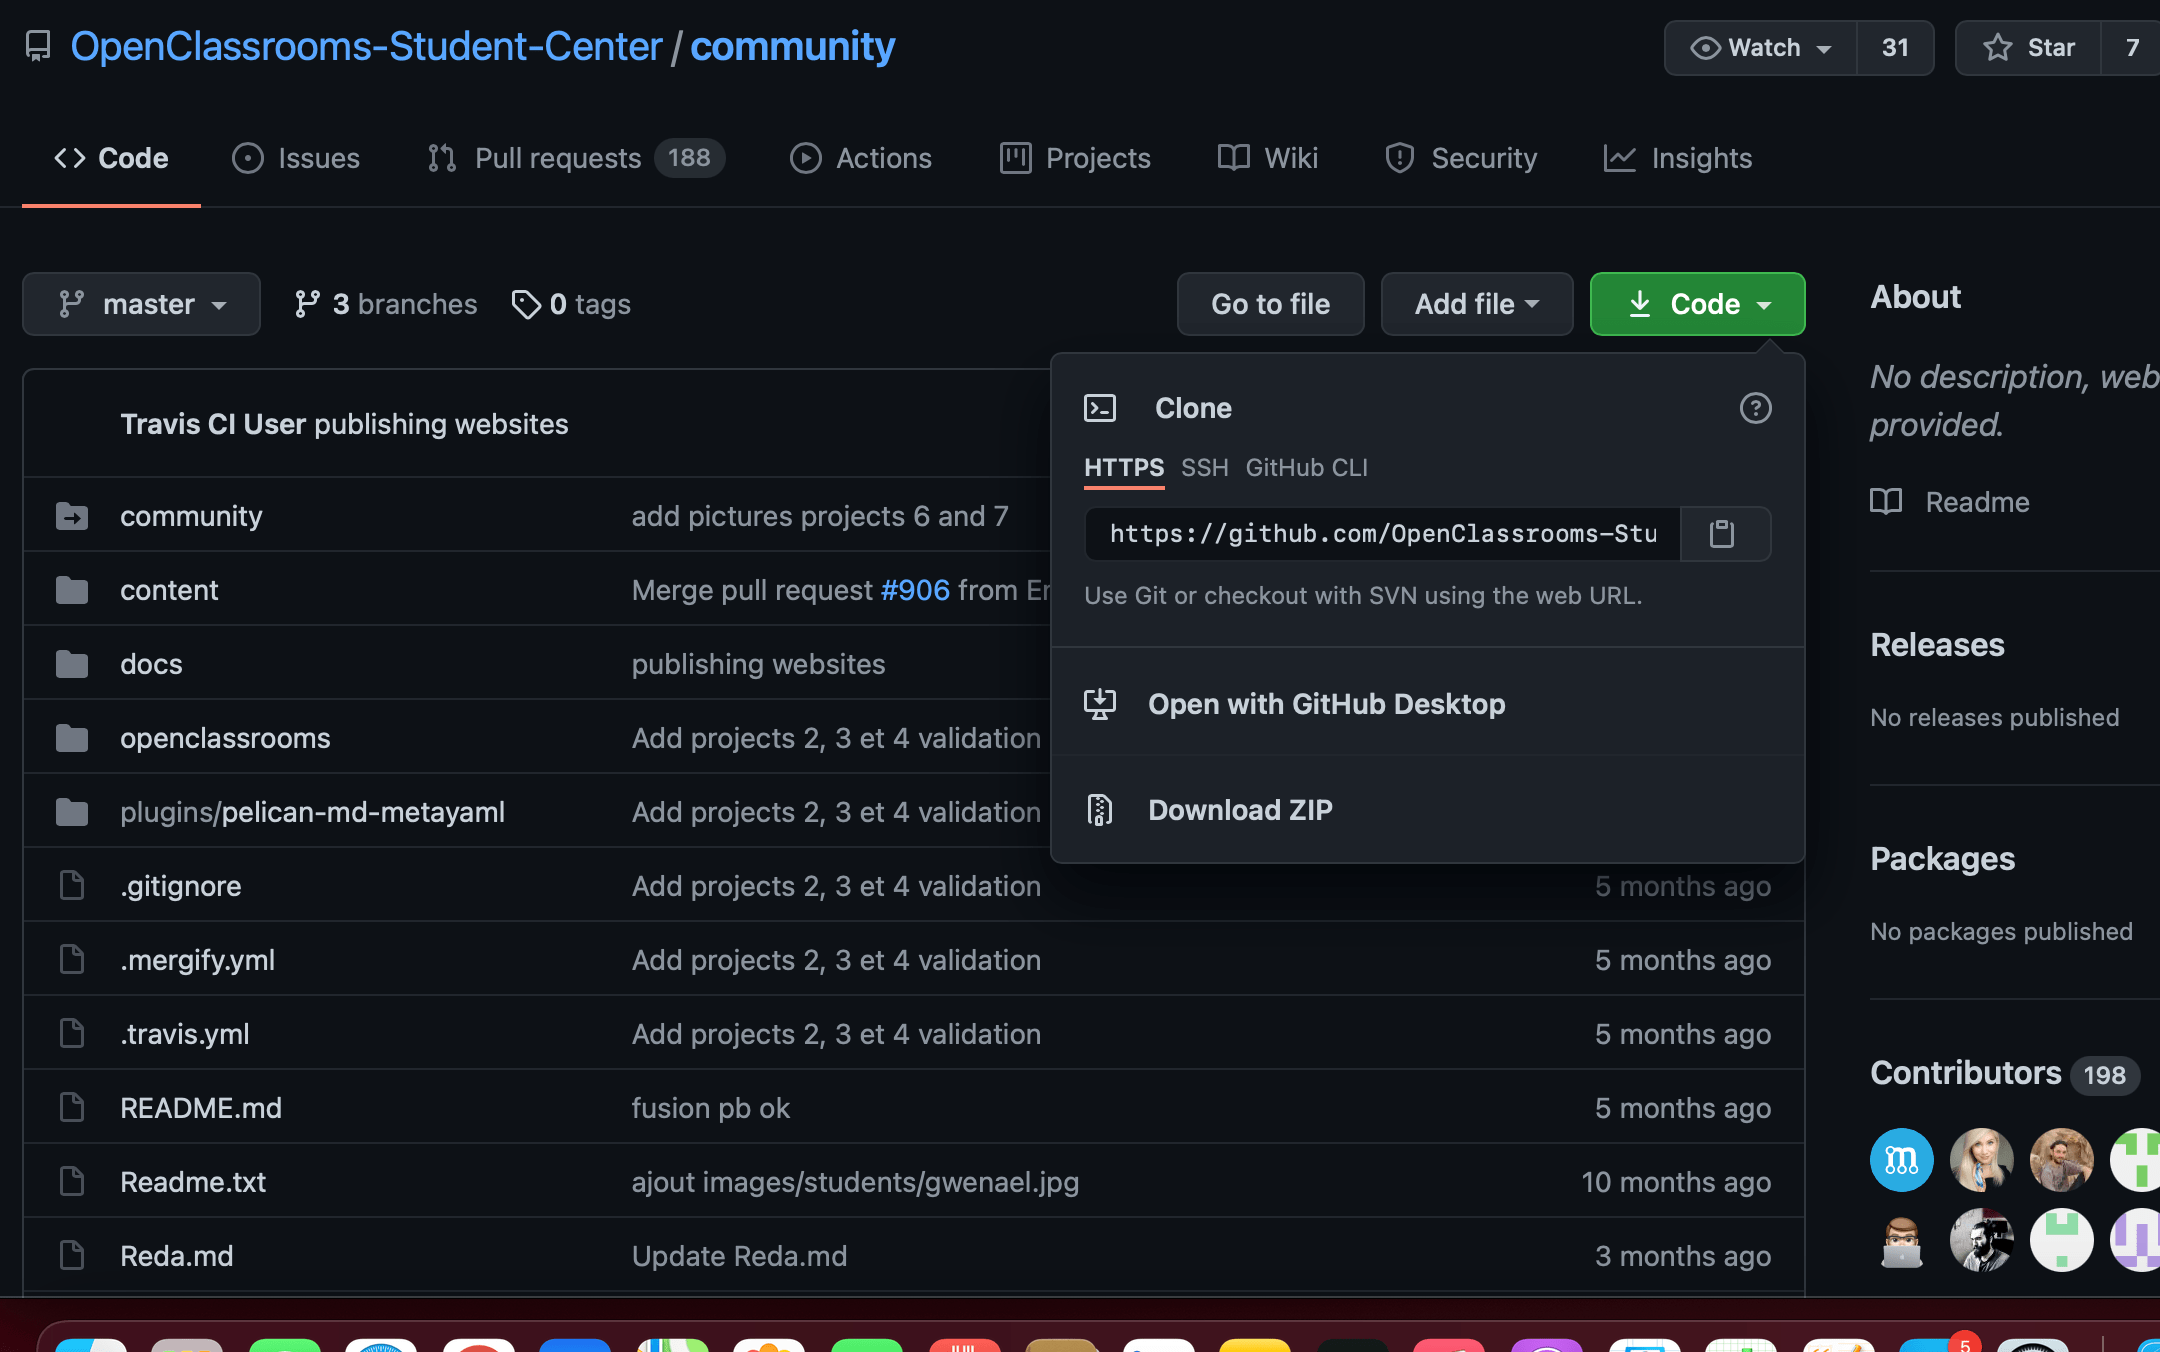 OpenClassrooms-Student-Center / community
Watch 31
Star 7
Code
Issues
Pull requests 188
Actions
Projects
Wiki
Security
Insights
master
3 branches
0 tags
Go to file
Add file
Code
About
No description, web
provided.
Readme
Releases
No releases published
Packages
No packages published
Contributors 198
Clone
HTTPS SSH GitHub CLI
https://github.com/OpenClassrooms-Stu
Use Git or checkout with SVN using the web URL.
Open with GitHub Desktop
Download ZIP
Travis CI User publishing websites
community add pictures projects 6 and 7
content Merge pull request #906 from
docs publishing websites
openclassrooms Add projects 2, 3 et 4 validation
plugins/pelican-md-metayaml Add projects 2, 3 et 4 validation
.gitignore Add projects 2, 3 et 4 validation 5 months ago
.mergify.yml Add projects 2, 3 et 4 validation 5 months ago
.travis.yml Add projects 2, 3 et 4 validation 5 months ago
README.md fusion pb ok 5 months ago
Readme.txt ajout images/students/gwenael.jpg 10 months ago
Reda.md Update Reda.md 3 months ago
5